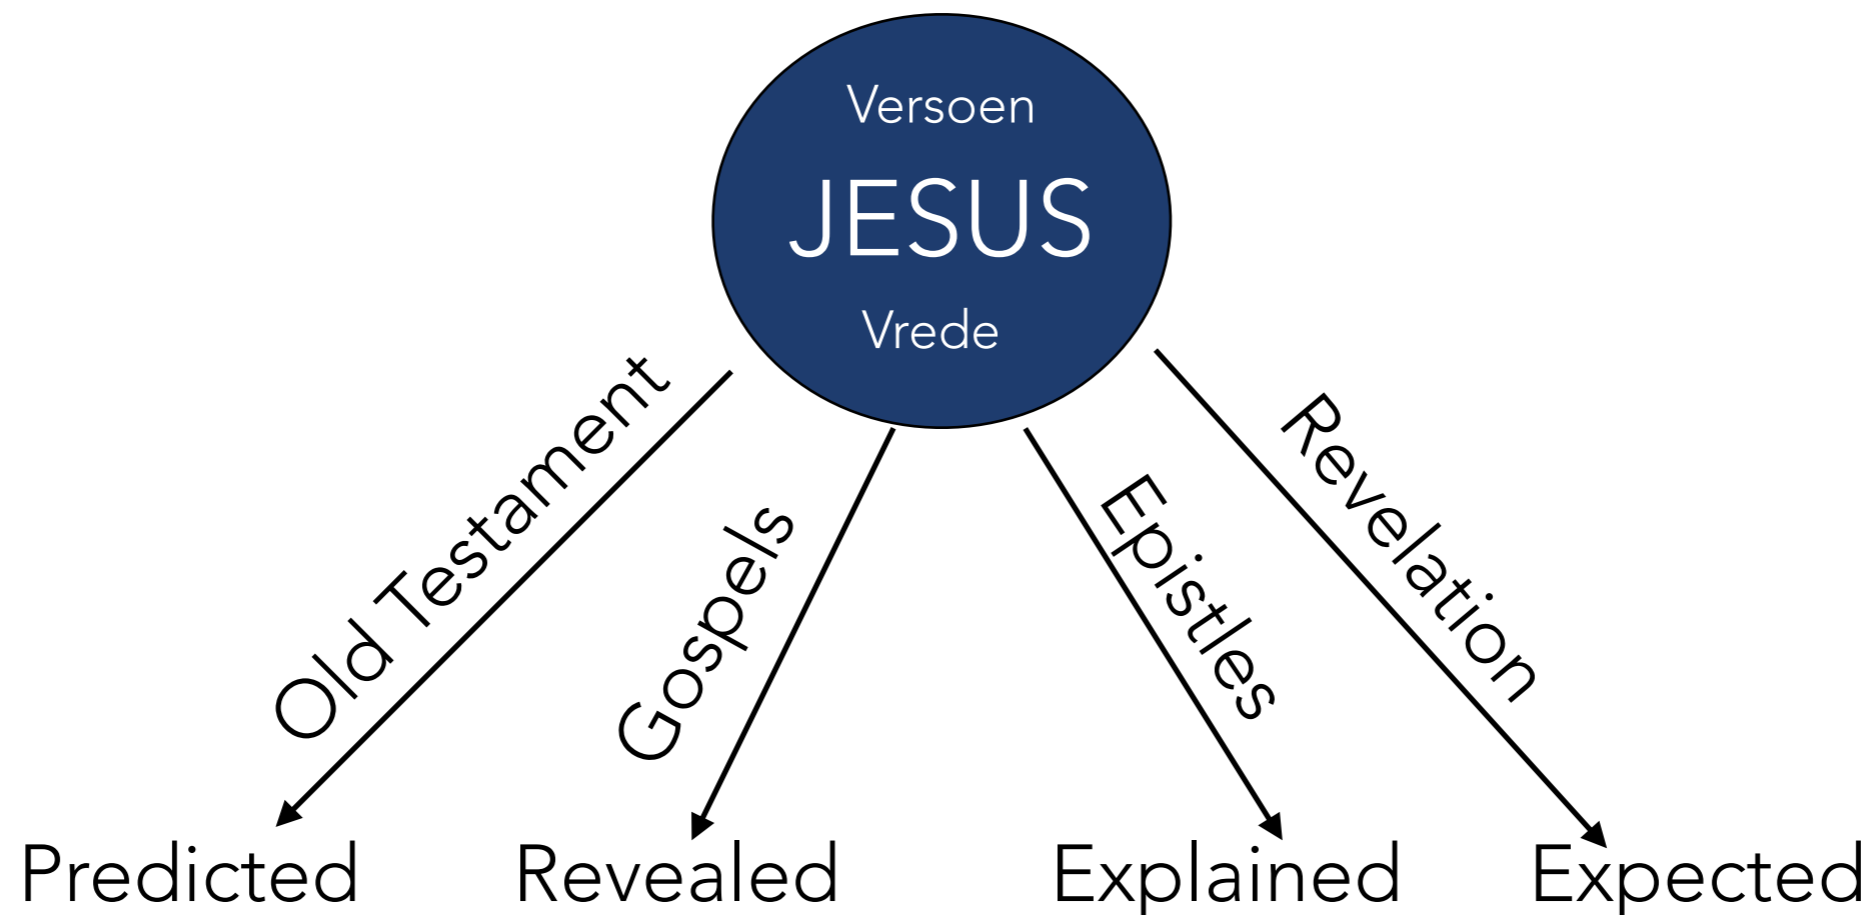 Versoen
JESUS
Vrede
Old Testament
Gospels
Epistles
Revelation
Predicted
Revealed
Explained
Expected